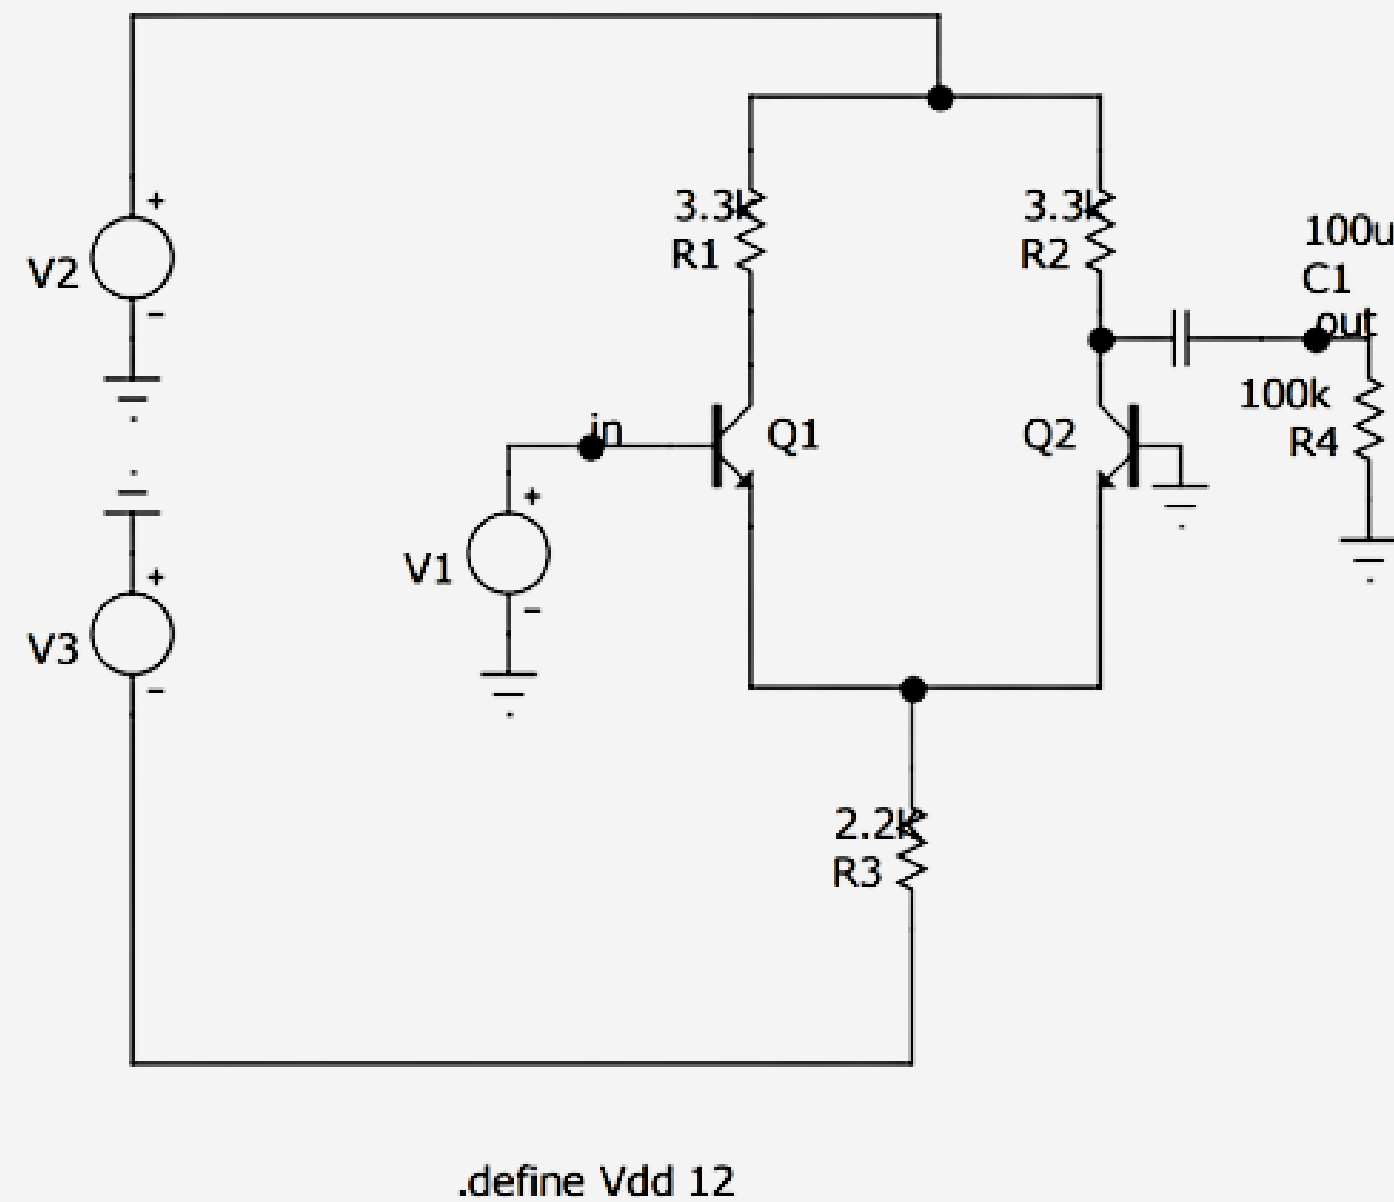 +
V2
-
3.3k
R1
3.3k
R2
100u
C1
out
100k
R4
in
Q1
Q2
+
V1
-
+
V3
-
2.2k
R3
.define Vdd 12